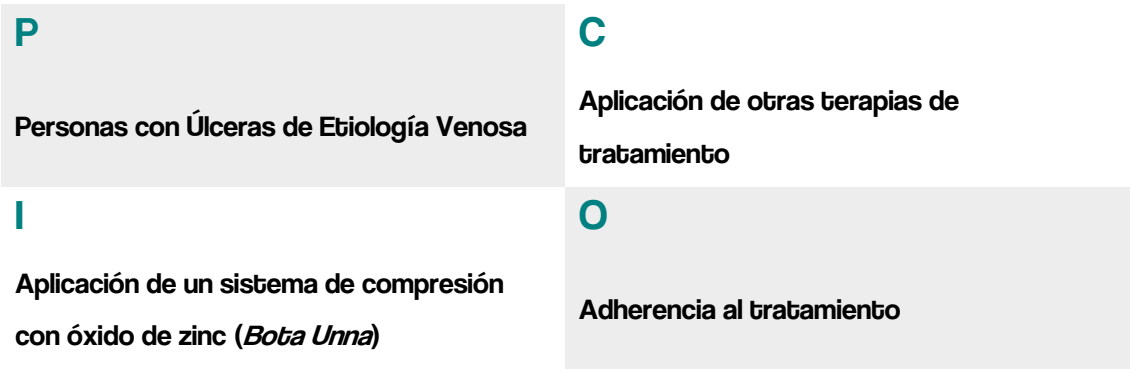 P
Personas con Úlceras de Etiología Venosa
C
Aplicación de otras terapias de
tratamiento
I
Aplicación de un sistema de compresión
con óxido de zinc (Bota Unna)
O
Adherencia al tratamiento